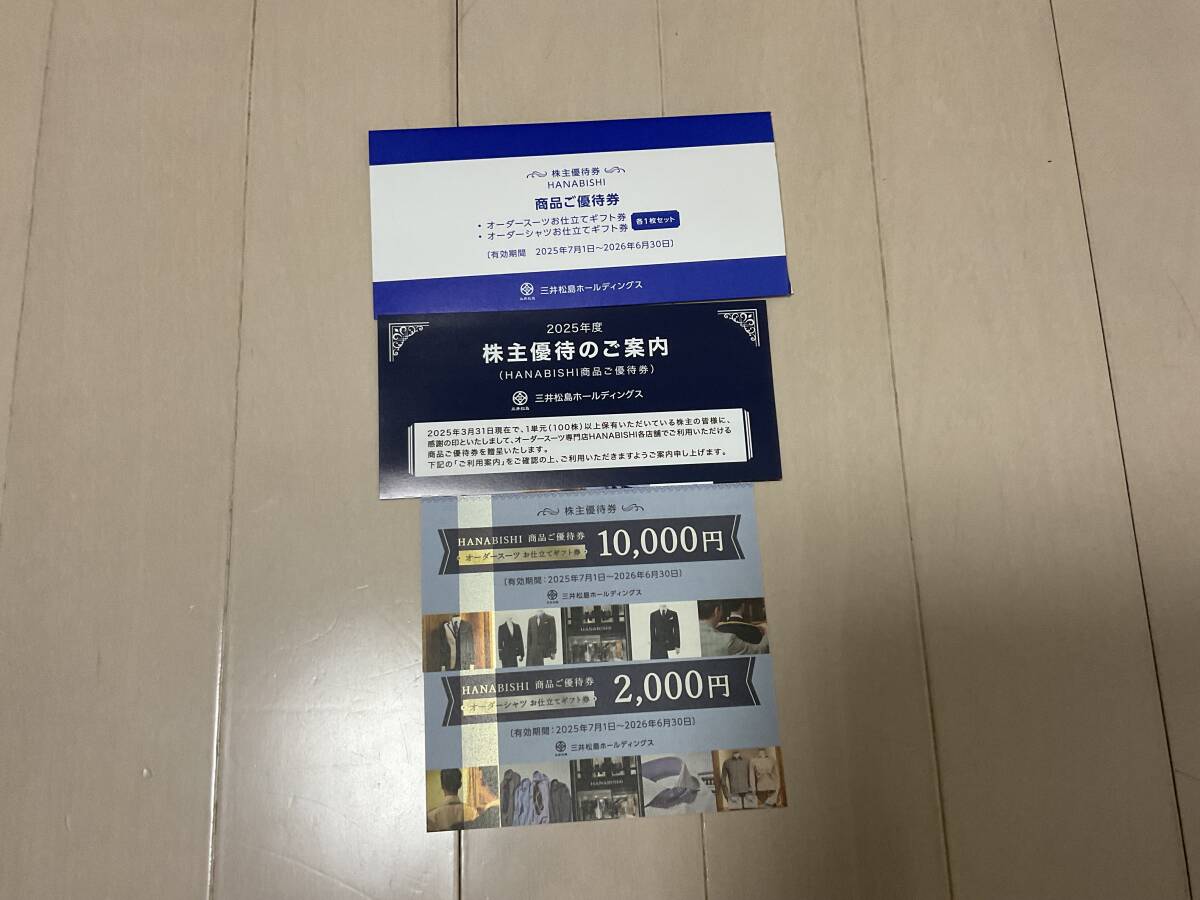 株主優待券
HANABISHI
商品ご優待券
・オーダースーツお仕立てギフト券
・オーダーシャツお仕立てギフト券
各1枚セット
〔有効期間 2025年7月1日～2026年6月30日〕
三井松島ホールディングス
2025年度
株主優待のご案内
（HANABISHI商品ご優待券）
三井松島
三井松島ホールディングス
2025年3月31日現在で、1単元（100株）以上保有いただいている株主の皆様に、
感謝の印といたしまして、オーダースーツ専門店HANABISHI各店舗でご利用いただける
商品ご優待券を贈呈いたします。
下記の「ご利用案内」をご確認の上、ご利用いただきますようご案内申し上げます。
株主優待券
HANABISHI 商品ご優待券
オーダースーツ お仕立てギフト券
10,000円
〔有効期間：2025年7月1日～2026年6月30日〕
三井松島ホールディングス
HANABISHI
HANABISHI 商品ご優待券
オーダーシャツ お仕立てギフト券
2,000円
〔有効期間：2025年7月1日～2026年6月30日〕
三井松島ホールディングス
HANABISHI